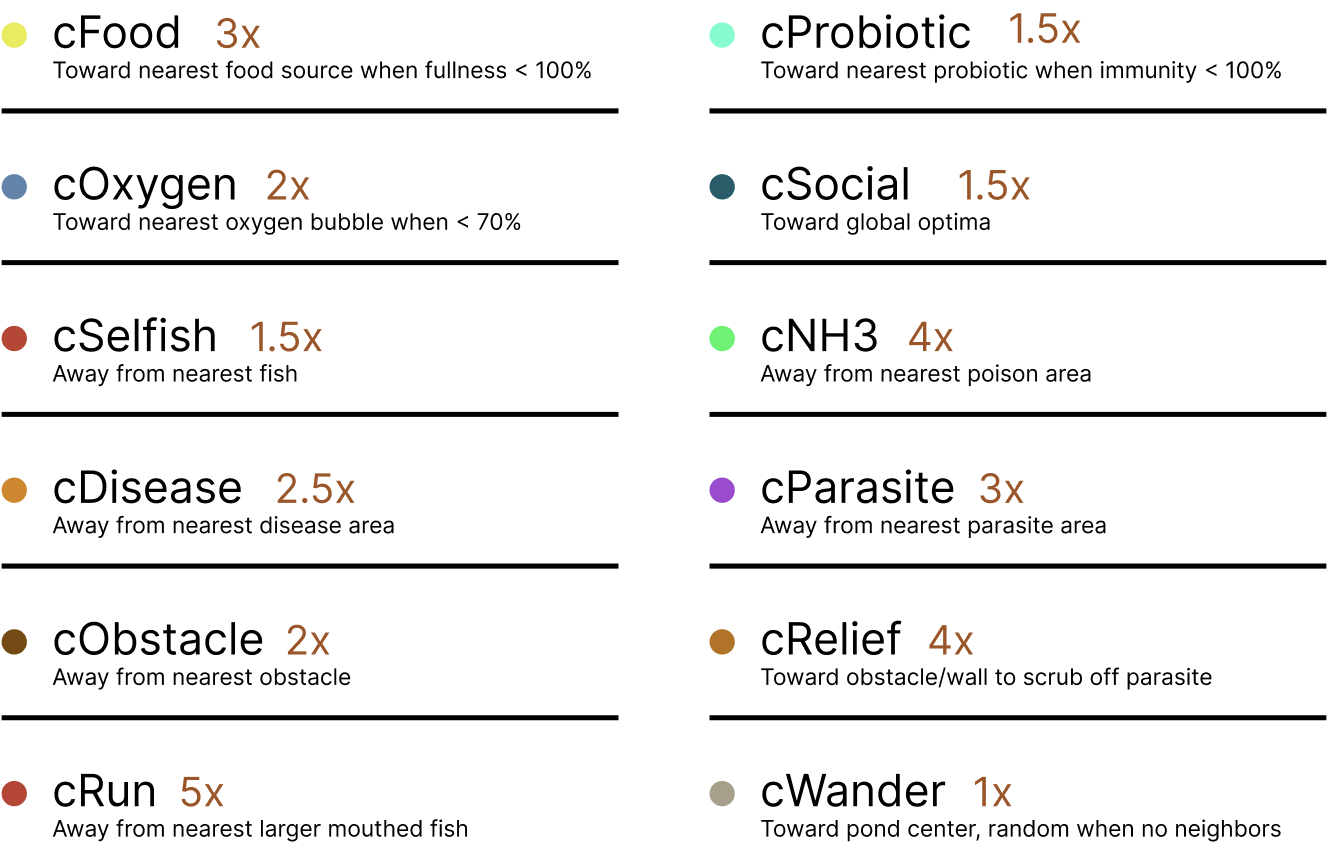 cFood 3x
Toward nearest food source when fullness < 100%
cProbiotic 1.5x
Toward nearest probiotic when immunity < 100%
cOxygen 2x
Toward nearest oxygen bubble when < 70%
cSocial 1.5x
Toward global optima
cSelfish 1.5x
Away from nearest fish
cNH3 4x
Away from nearest poison area
cDisease 2.5x
Away from nearest disease area
cParasite 3x
Away from nearest parasite area
cObstacle 2x
Away from nearest obstacle
cRelief 4x
Toward obstacle/wall to scrub off parasite
cRun 5x
Away from nearest larger mouthed fish
cWander 1x
Toward pond center, random when no neighbors